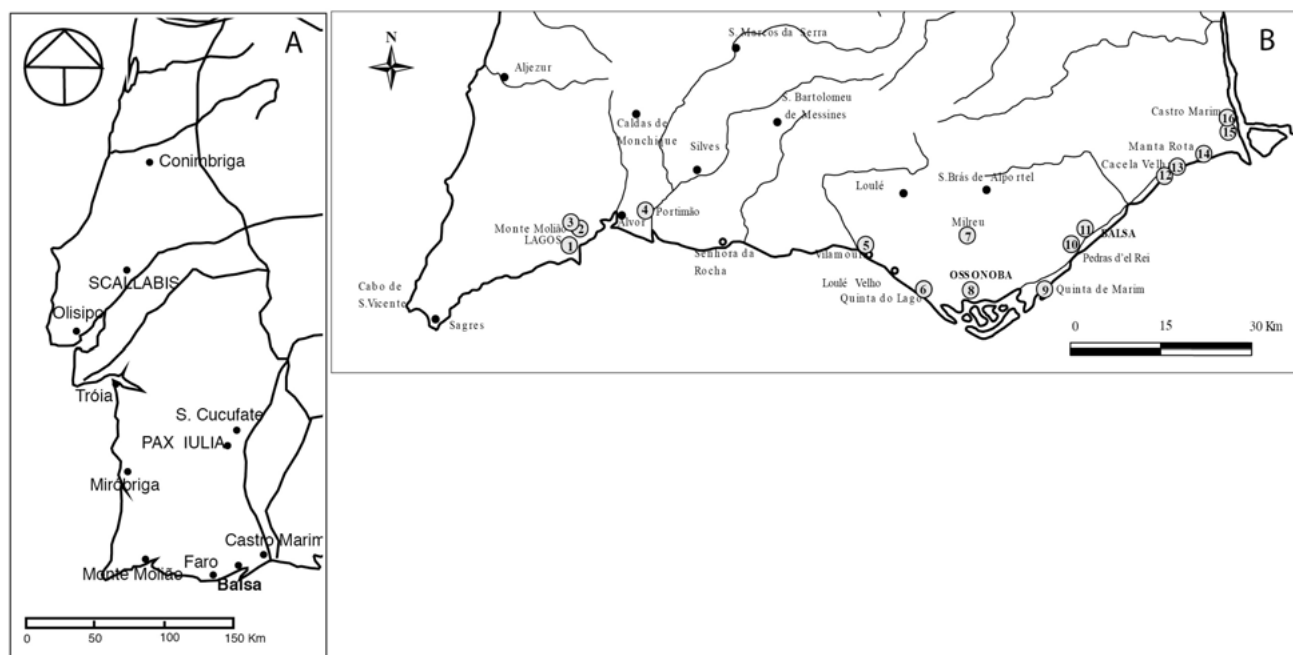 A
Conimbriga
SCALLABIS
Olisipo
Tróia
S. Cucufate
PAX IULIA
Miróbriga
Castro Marim
Faro
Monte Molião
Balsa
0 50 100 150 Km
B
N
S. Marcos da Serra
Aljezur
S. Bartolomeu
de Messines
Caldas de
Monchique
Silves
Castro Marim
16
15
Manta Rota
14
Cacela Velha
13
12
Loulé
S.Brás de Alportel
3
4
Portimão
Alvor
Monte Molião
2
LAGOS
1
Milreu
7
11
BALSA
10
Pedras d'el Rei
5
Vilamoura
Senhora da
Rocha
Cabo de
S.Vicente
Sagres
Loulé Velho
Quinta do Lago
6
OSSONOBA
8
9
Quinta de Marim
0 15 30 Km